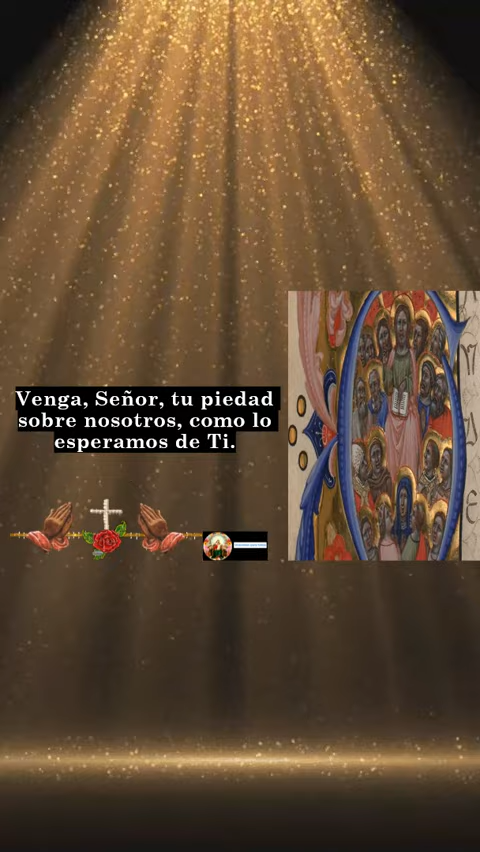 Venga, Señor, tu piedad
sobre nosotros, como lo
esperamos de Ti.